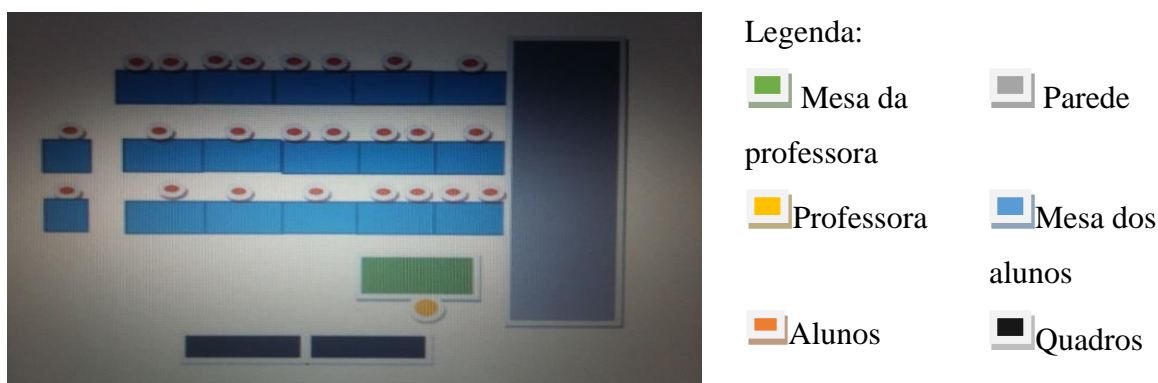 Legenda:
Mesa da professora
Parede
Professora
Mesa dos alunos
Alunos
Quadros